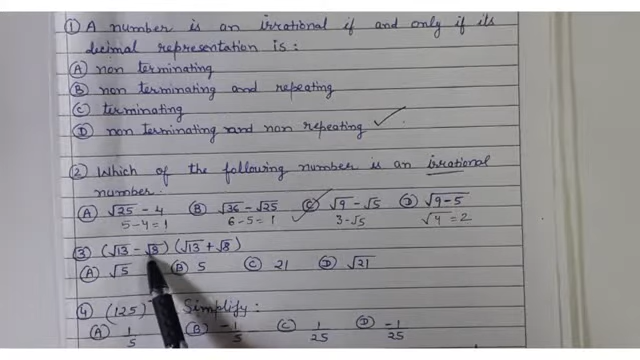 ① A number is an irrational if and only if its
decimal representation is :
Ⓐ non terminating
Ⓑ non terminating and repeating
Ⓒ terminating
Ⓓ non terminating and non repeating ✓
② Which of the following number is an irrational
number.
Ⓐ √25 - 4 Ⓑ √36 - √25 Ⓒ √9 - √5 Ⓓ √9-5
5-4=1 6-5=1 ✓ 3-√5 √4=2
③ (√13 - √8) (√13 + √8)
Ⓐ √5 Ⓑ 5 Ⓒ 21 Ⓓ √21
④ (125) Simplify :
Ⓐ 1/5 Ⓑ -1/5 Ⓒ 1/25 Ⓓ -1/25